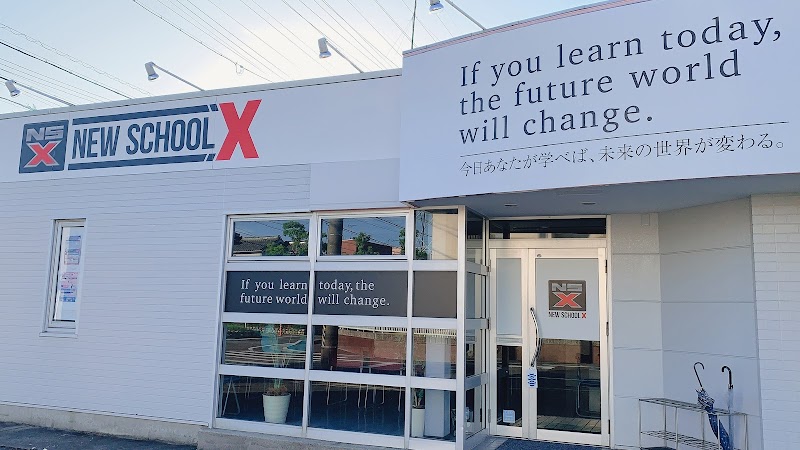 NS
X
NEW SCHOOL X
If you learn today,
the future world
will change.
今日あなたが学べば、未来の世界が変わる。
If you learn today, the
future world will change.
NS
X
NEW SCHOOL X